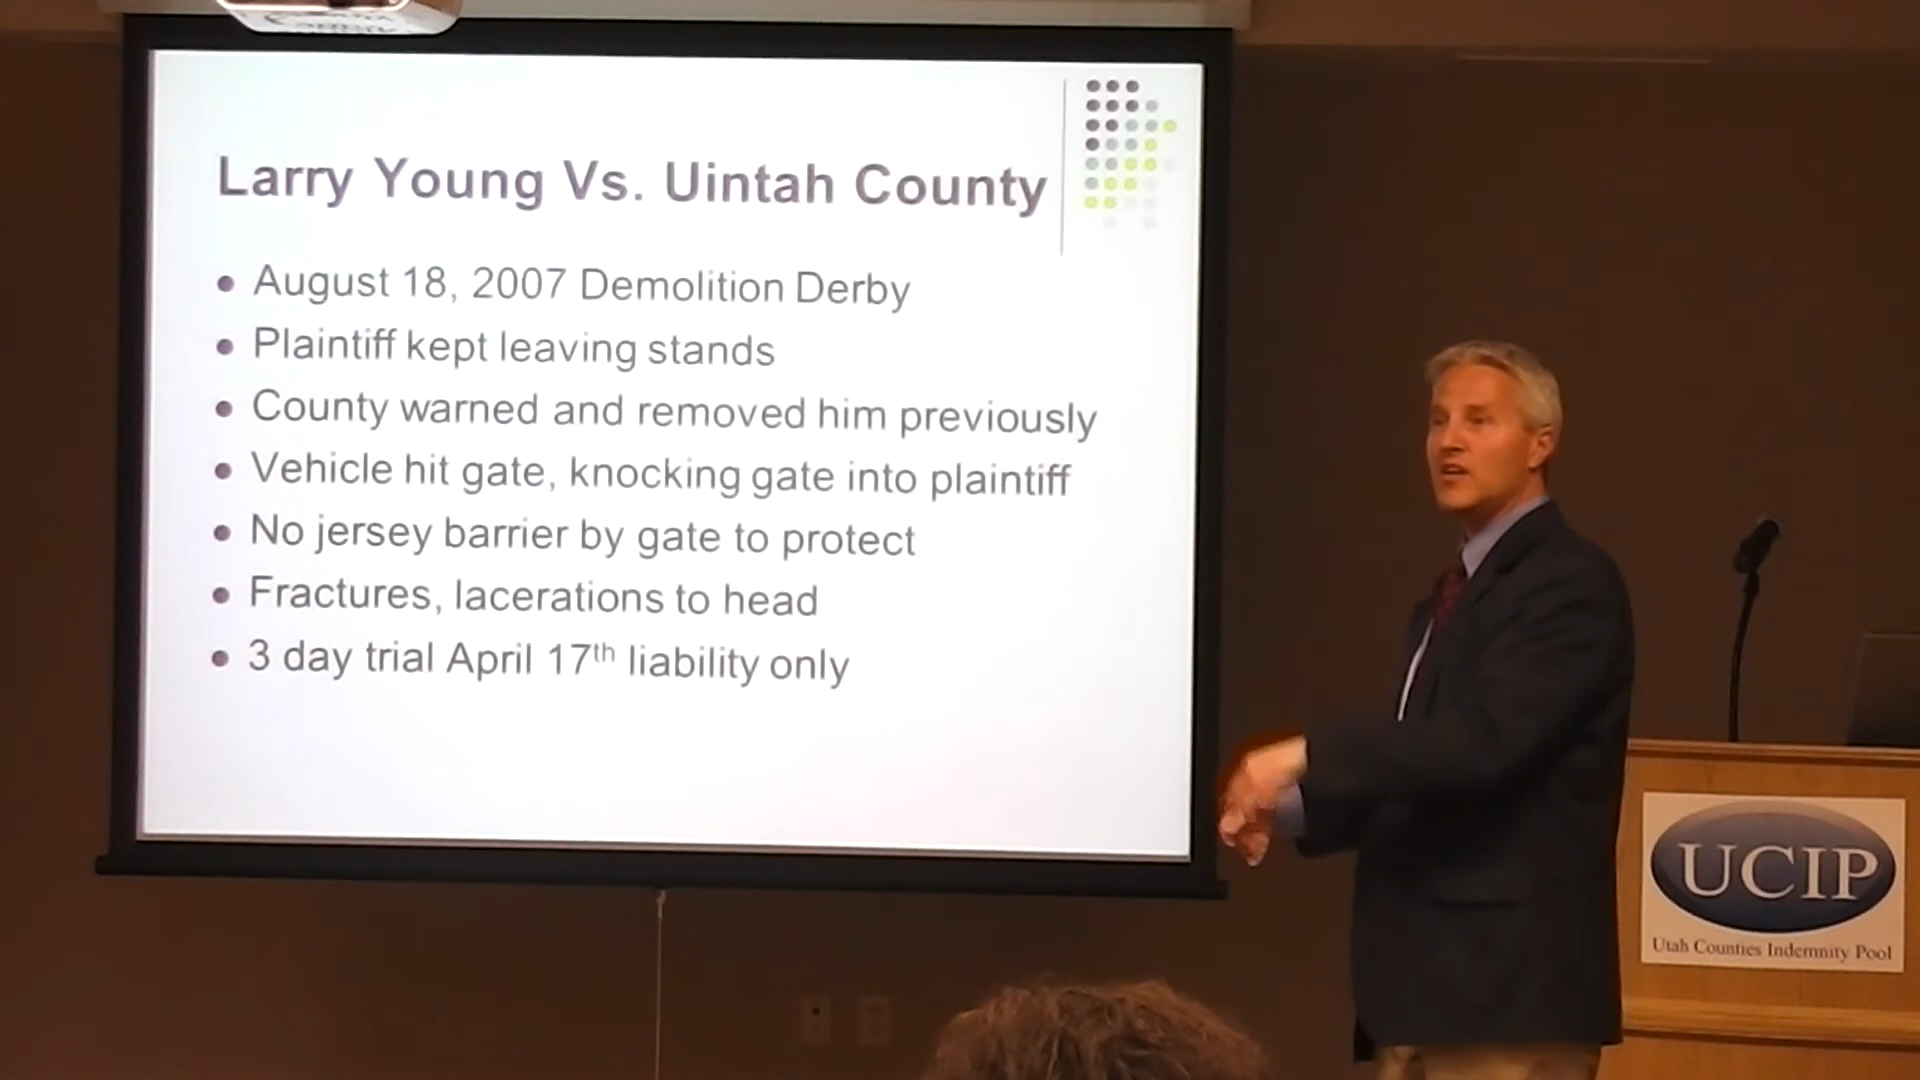 Larry Young Vs. Uintah County
• August 18, 2007 Demolition Derby
• Plaintiff kept leaving stands
• County warned and removed him previously
• Vehicle hit gate, knocking gate into plaintiff
• No jersey barrier by gate to protect
• Fractures, lacerations to head
• 3 day trial April 17th liability only
UCIP
Utah Counties Indemnity Pool